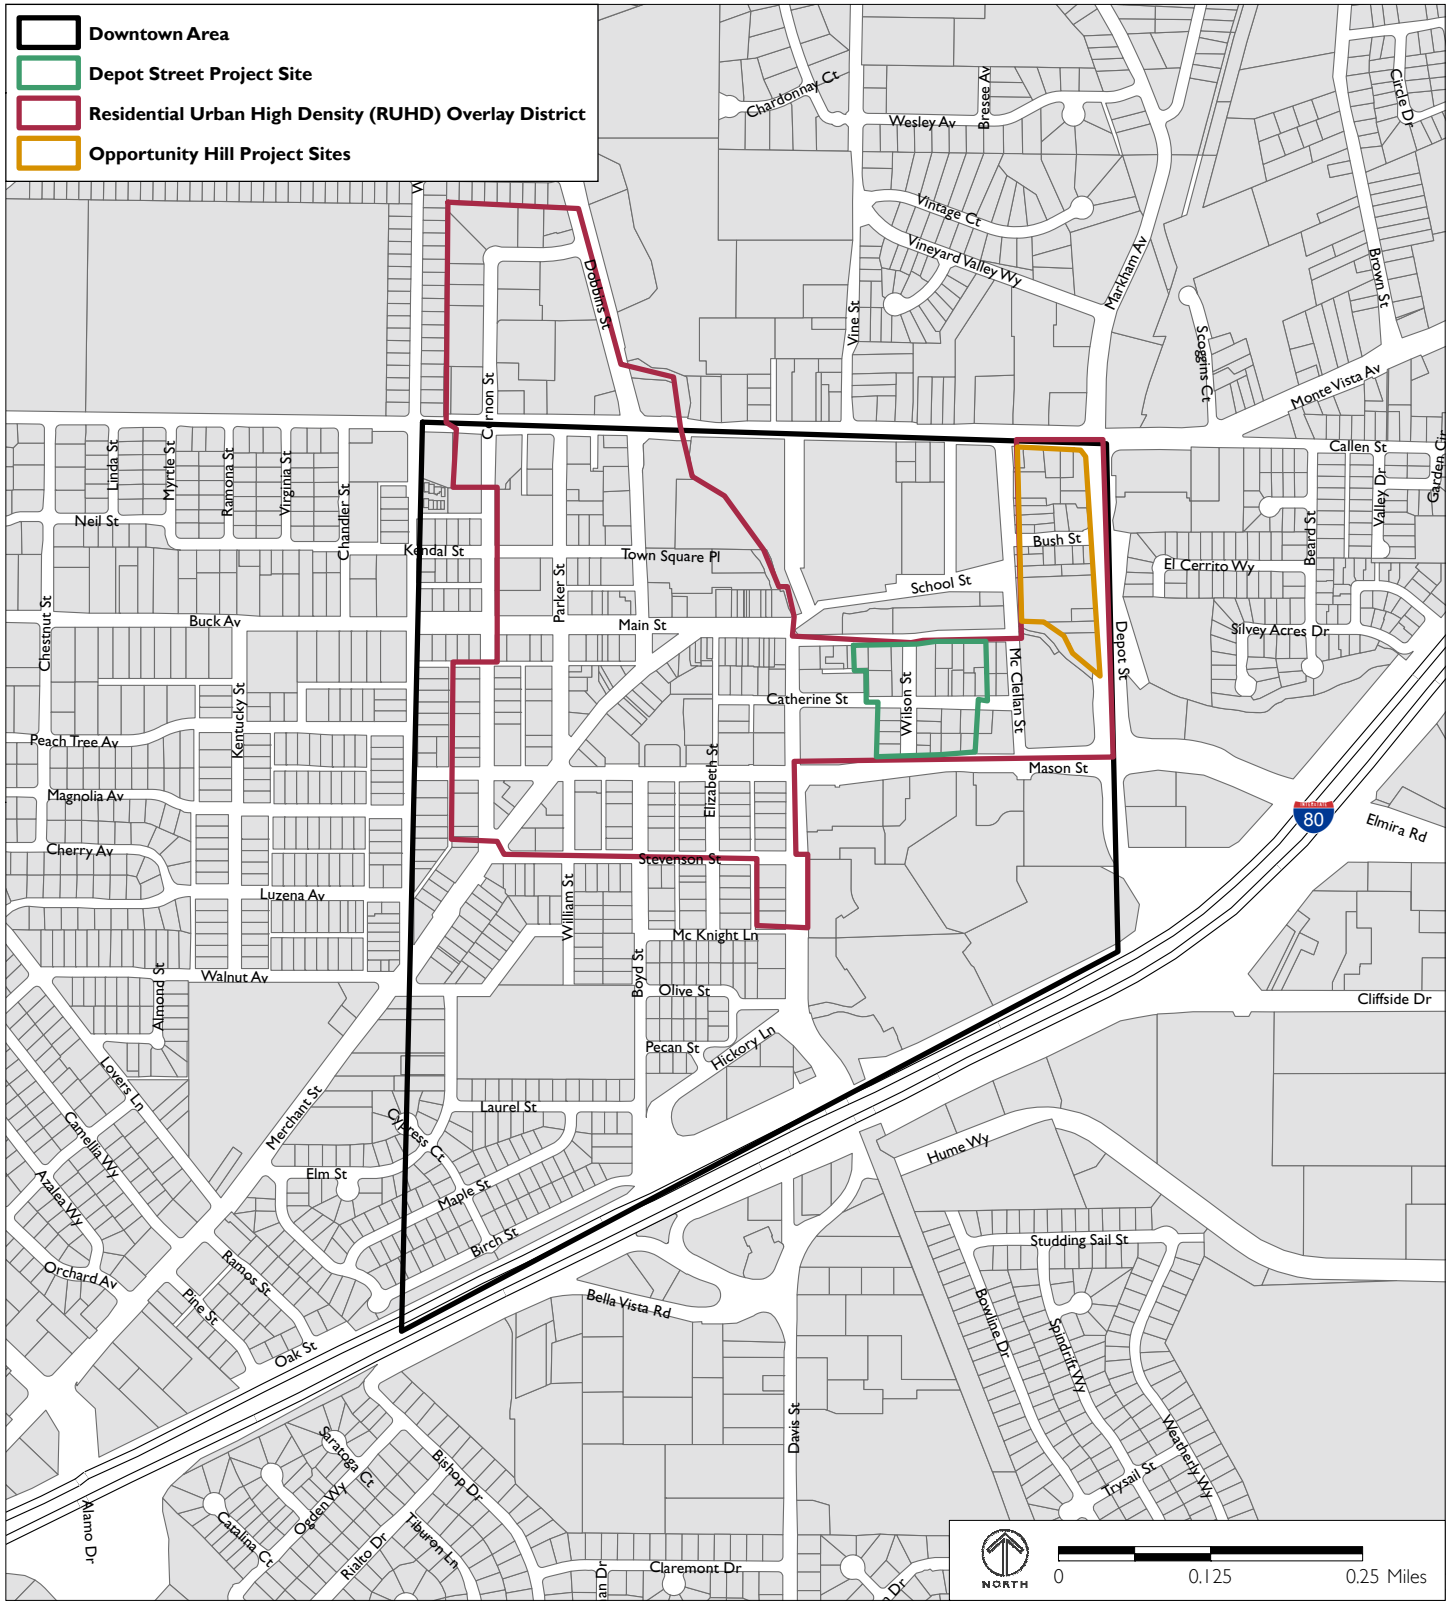 Downtown Area
Depot Street Project Site
Residential Urban High Density (RUHD) Overlay District
Opportunity Hill Project Sites
Chardonnay Ct
Wesley Av
Bresee Av
Circle Dr
Vintage Ct
Vineyard Valley Wy
Markham Av
Brown St
Dobbins St
Vine St
Scoggins Ct
Monte Vista Av
Cernon St
Callen St
Linda St
Myrtle St
Ramona St
Virginia St
Chandler St
Neil St
Kendal St
Town Square Pl
Parker St
School St
Bush St
El Cerrito Wy
Beard St
Valley Dr
Garden Cir
Chestnut St
Buck Av
Main St
Silvey Acres Dr
Depot St
Mc Clellan St
Catherine St
Wilson St
Kentucky St
Peach Tree Av
Elizabeth St
Mason St
Magnolia Av
INTERSTATE
80
Elmira Rd
Cherry Av
Stevenson St
Luzena Av
William St
Mc Knight Ln
Boyd St
Walnut Av
Almond St
Olive St
Cliffside Dr
Pecan St
Hickory Ln
Lovers Ln
Merchant St
Laurel St
Cypress Ct
Camellia Wy
Hume Wy
Elm St
Maple St
Azalea Wy
Birch St
Studding Sail St
Orchard Av
Ramos St
Pine St
Bella Vista Rd
Bowline Dr
Spindrift Wy
Oak St
Davis St
Weatherly Wy
Saratoga Ct
Bishop Dr
Trysail St
Ogden Wy
Alamo Dr
Catalina Ct
Tiburon Ln
Rialto Dr
Claremont Dr
an Dr
n Dr
NORTH
0
0.125
0.25 Miles